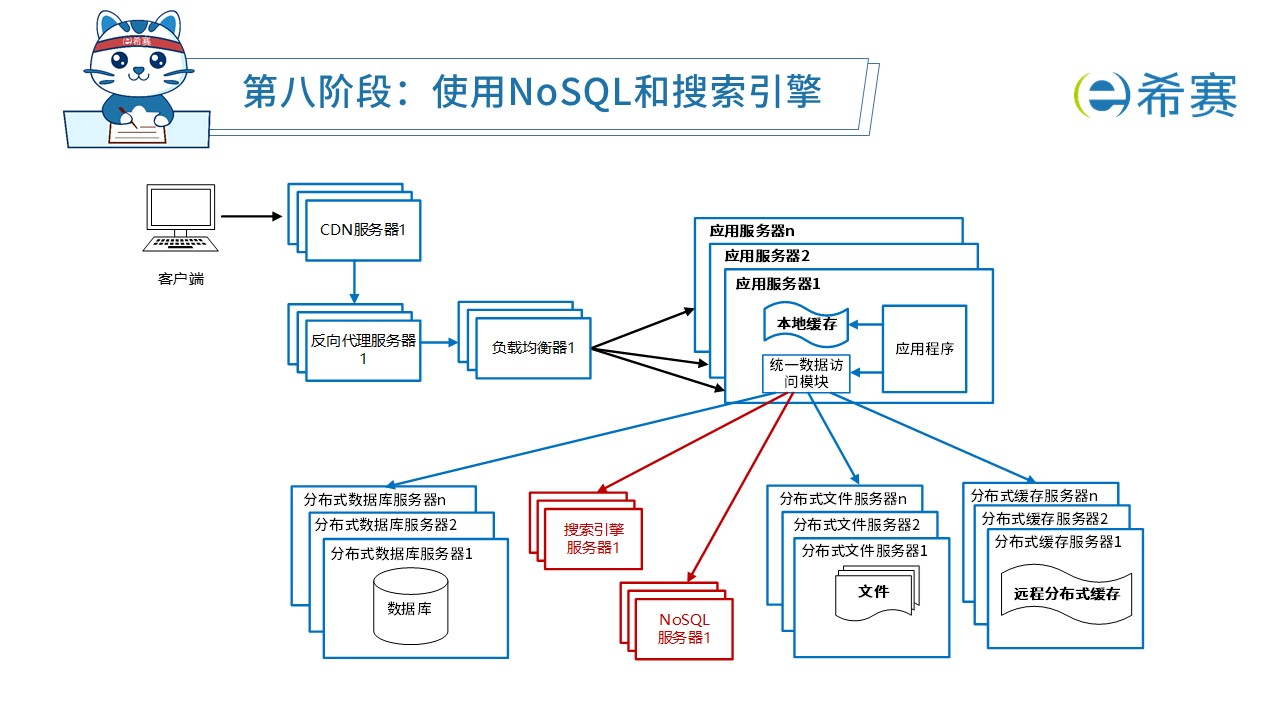 希赛
第八阶段：使用NoSQL和搜索引擎
希赛
客户端
CDN服务器1
反向代理服务器
1
负载均衡器1
应用服务器n
应用服务器2
应用服务器1
本地缓存
统一数据访
问模块
应用程序
分布式数据库服务器n
分布式数据库服务器2
分布式数据库服务器1
数据库
搜索引擎
服务器1
NoSQL
服务器1
分布式文件服务器n
分布式文件服务器2
分布式文件服务器1
文件
分布式缓存服务器n
分布式缓存服务器2
分布式缓存服务器1
远程分布式缓存